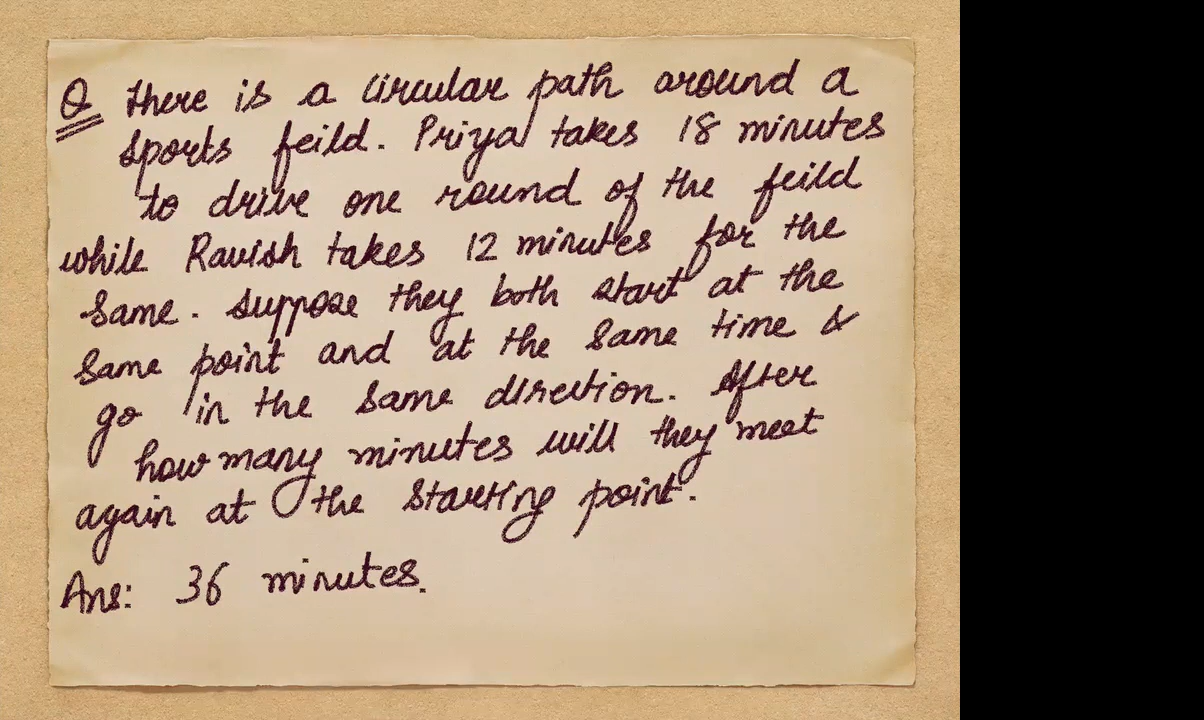 Q There is a circular path around a
sports feild. Priya takes 18 minutes
to drive one round of the feild
while Ravish takes 12 minutes for the
same. Suppose they both start at the
same point and at the same time &
go in the same direction. After
how many minutes will they meet
again at the starting point.
Ans: 36 minutes.